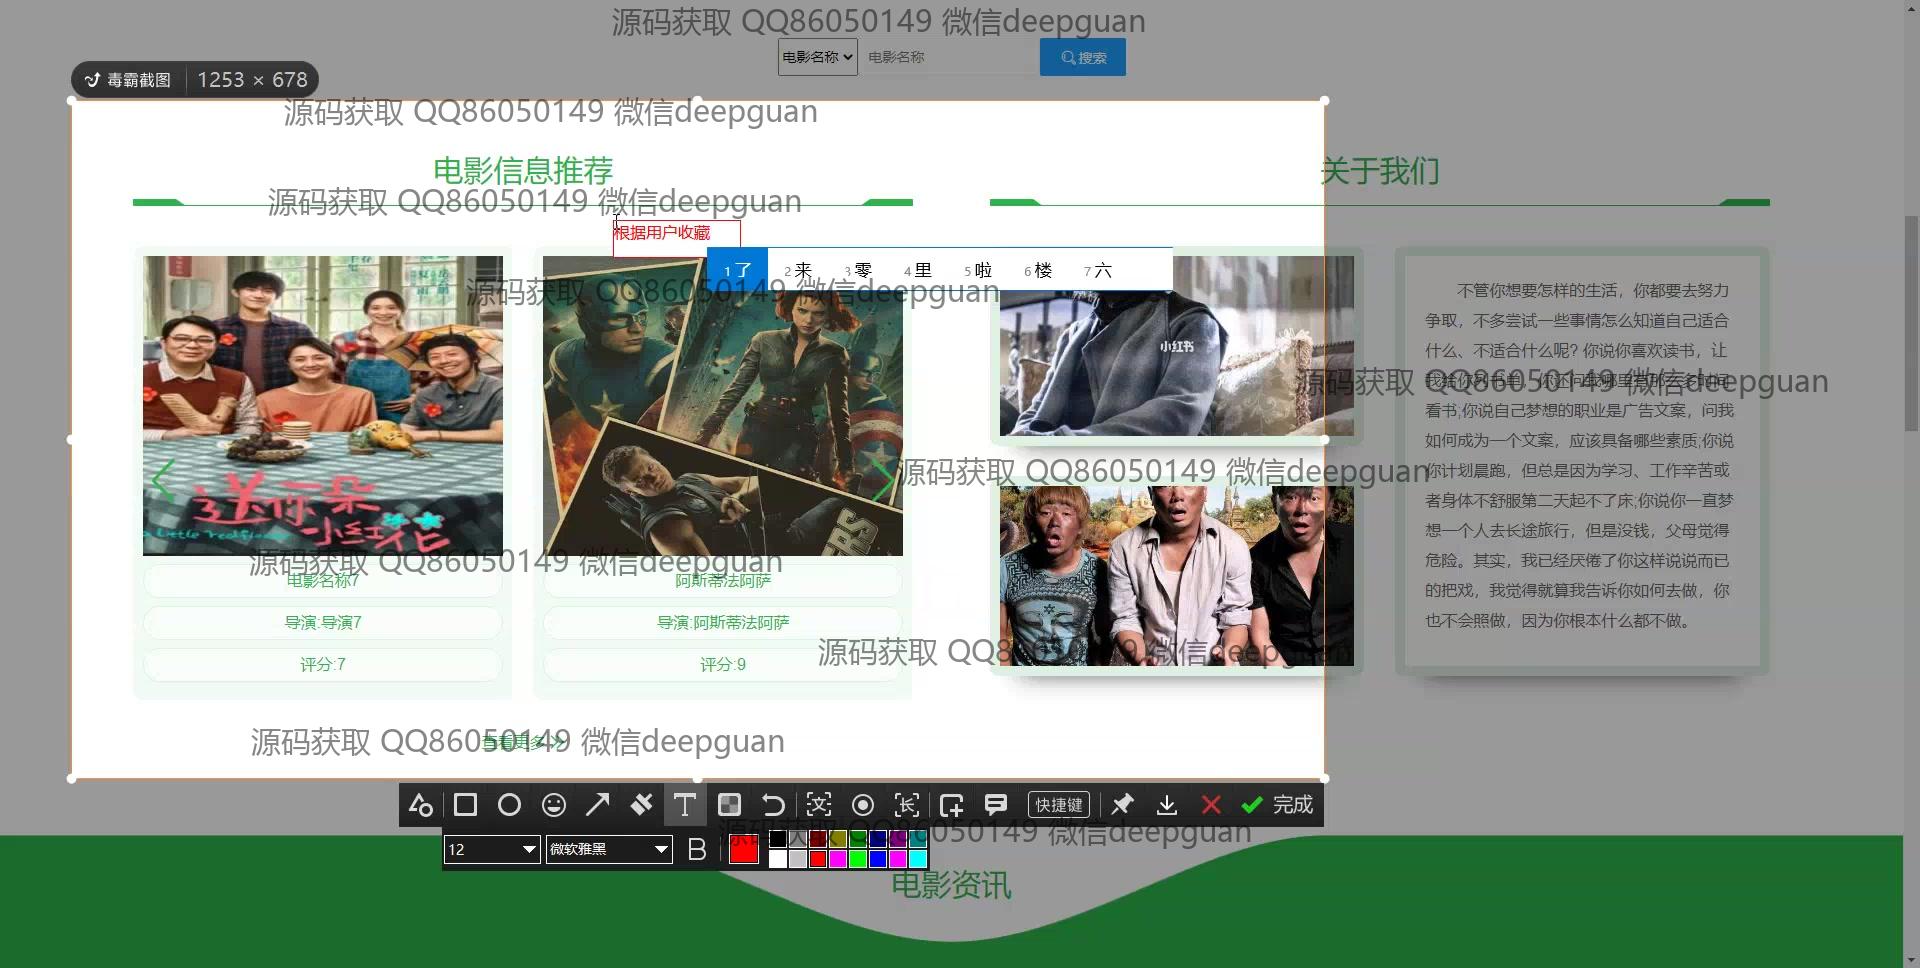 源码获取 QQ86050149 微信deepguan
电影名称
电影名称
搜索
毒霸截图
1253 × 678
源码获取 QQ86050149 微信deepguan
电影信息推荐
关于我们
源码获取 QQ86050149 微信deepguan
根据用户收藏
1 了 2 来 3 零 4 里 5 啦 6 楼 7 六
源码获取 QQ86050149 微信deepguan
小红书
不管你想要怎样的生活，你都要去努力
争取，不多尝试一些事情怎么知道自己适合
什么、不适合什么呢? 你说你喜欢读书，让
源码获取 QQ86050149 微信deepguan
看书;你说自己梦想的职业是广告文案，问我
如何成为一个文案，应该具备哪些素质;你说
你计划晨跑，但总是因为学习、工作辛苦或
者身体不舒服第二天起不了床;你说你一直梦
想一个人去长途旅行，但是没钱，父母觉得
危险。其实，我已经厌倦了你这样说说而已
的把戏，我觉得就算我告诉你如何去做，你
也不会照做，因为你根本什么都不做。
源码获取 QQ86050149 微信deepguan
送你一朵
小红花
a Little Redflower
ERS
源码获取 QQ86050149 微信deepguan
电影名称7
阿斯蒂法阿萨
导演:导演7
导演:阿斯蒂法阿萨
源码获取 QQ86050149 微信deepguan
评分:7
评分:9
源码获取 QQ86050149 微信deepguan
查看更多
文
长
快捷键
完成
源码获取 QQ86050149 微信deepguan
12
微软雅黑
B
电影资讯